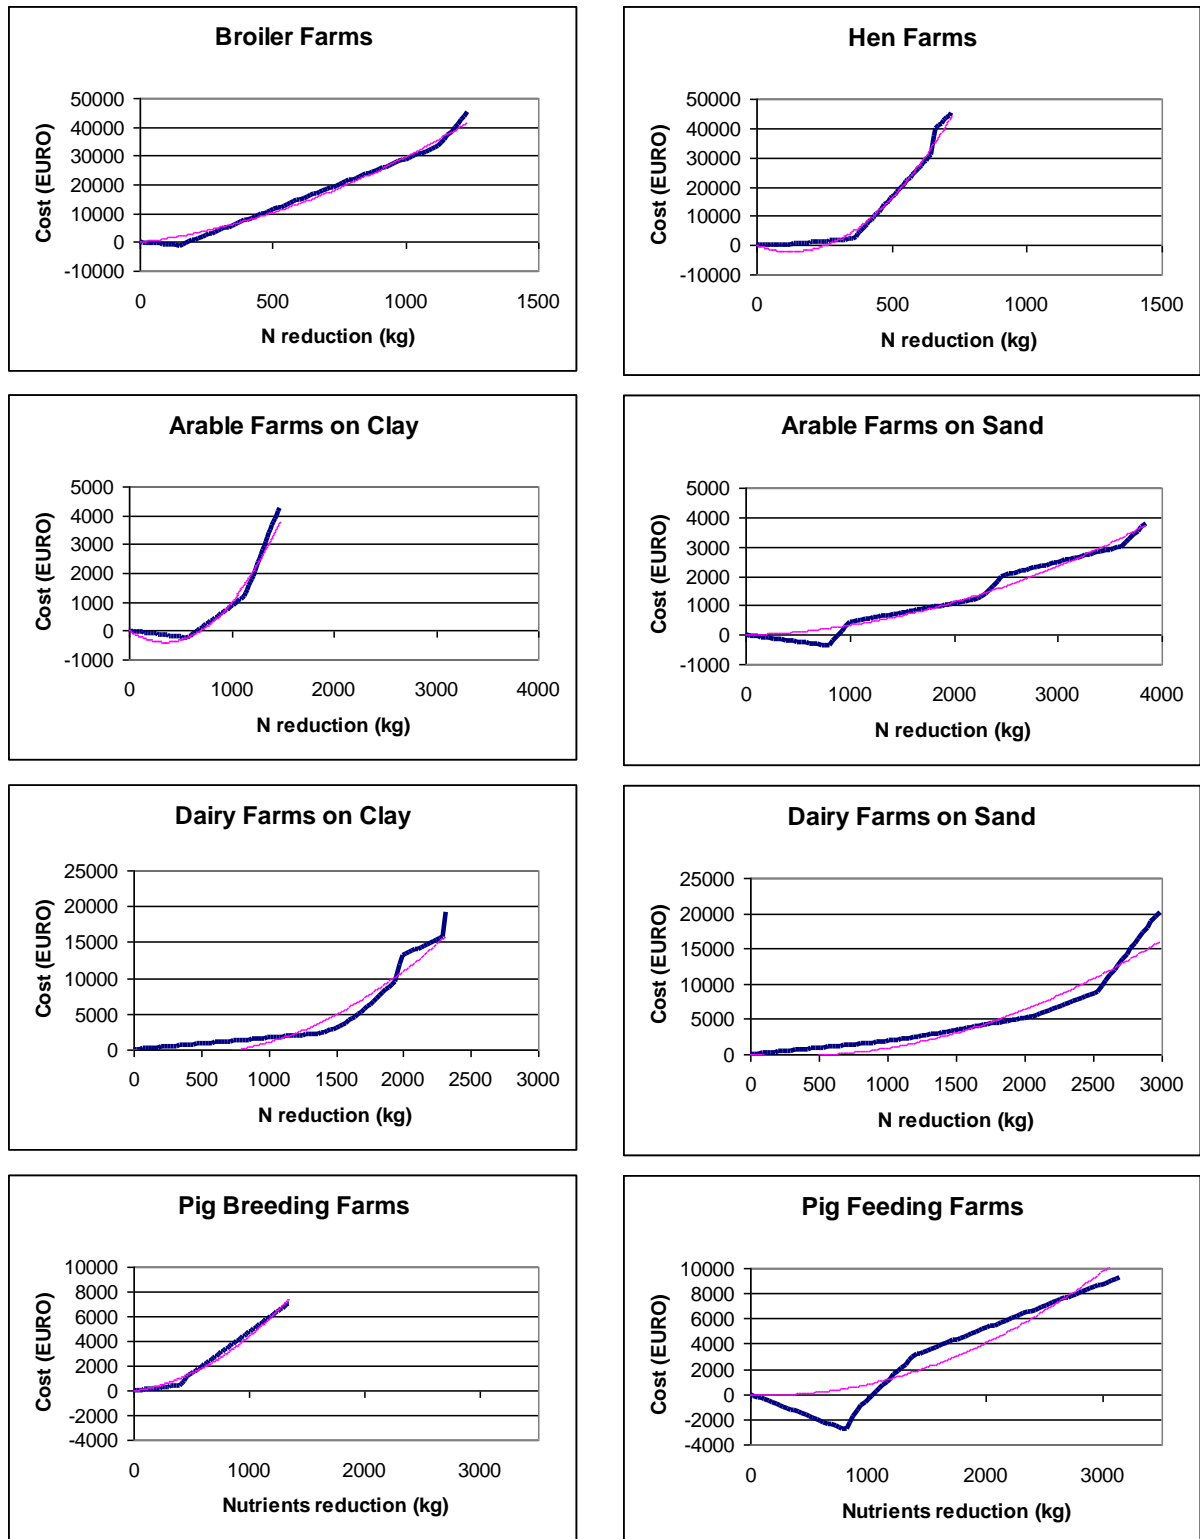 Broiler Farms
Cost (EURO)
50000
40000
30000
20000
10000
0
-10000
0 500 1000 1500
N reduction (kg)
Hen Farms
Cost (EURO)
50000
40000
30000
20000
10000
0
-10000
0 500 1000 1500
N reduction (kg)
Arable Farms on Clay
Cost (EURO)
5000
4000
3000
2000
1000
0
-1000
0 1000 2000 3000 4000
N reduction (kg)
Arable Farms on Sand
Cost (EURO)
5000
4000
3000
2000
1000
0
-1000
0 1000 2000 3000 4000
N reduction (kg)
Dairy Farms on Clay
Cost (EURO)
25000
20000
15000
10000
5000
0
0 500 1000 1500 2000 2500 3000
N reduction (kg)
Dairy Farms on Sand
Cost (EURO)
25000
20000
15000
10000
5000
0
0 500 1000 1500 2000 2500 3000
N reduction (kg)
Pig Breeding Farms
Cost (EURO)
10000
8000
6000
4000
2000
0
-2000
-4000
0 1000 2000 3000
Nutrients reduction (kg)
Pig Feeding Farms
Cost (EURO)
10000
8000
6000
4000
2000
0
-2000
-4000
0 1000 2000 3000
Nutrients reduction (kg)